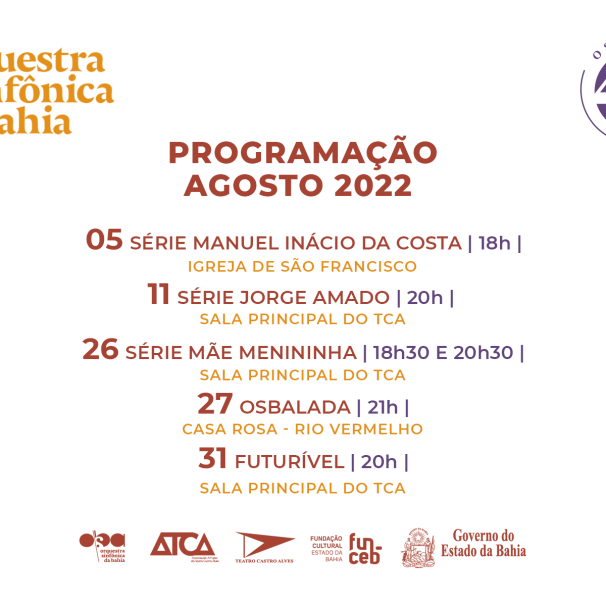 uestra
fônica
ahia
PROGRAMAÇÃO
AGOSTO 2022
05 SÉRIE MANUEL INÁCIO DA COSTA | 18h |
IGREJA DE SÃO FRANCISCO
11 SÉRIE JORGE AMADO | 20h |
SALA PRINCIPAL DO TCA
26 SÉRIE MÃE MENININHA | 18h30 E 20h30 |
SALA PRINCIPAL DO TCA
27 OSBALADA | 21h |
CASA ROSA - RIO VERMELHO
31 FUTURÍVEL | 20h |
SALA PRINCIPAL DO TCA
orquestra
sinfônica
da bahia
ATCA
TEATRO CASTRO ALVES
FUNDAÇÃO
CULTURAL
ESTADO DA
BAHIA
fun
ceb
Governo do
Estado da Bahia